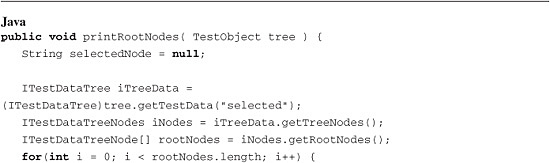 Java
public void printRootNodes( TestObject tree ) {
String selectedNode = null;
ITestDataTree iTreeData =
(ITestDataTree)tree.getTestData("selected");
ITestDataTreeNodes iNodes = iTreeData.getTreeNodes();
ITestDataTreeNode[] rootNodes = iNodes.getRootNodes();
for(int i = 0; i < rootNodes.length; i++) {